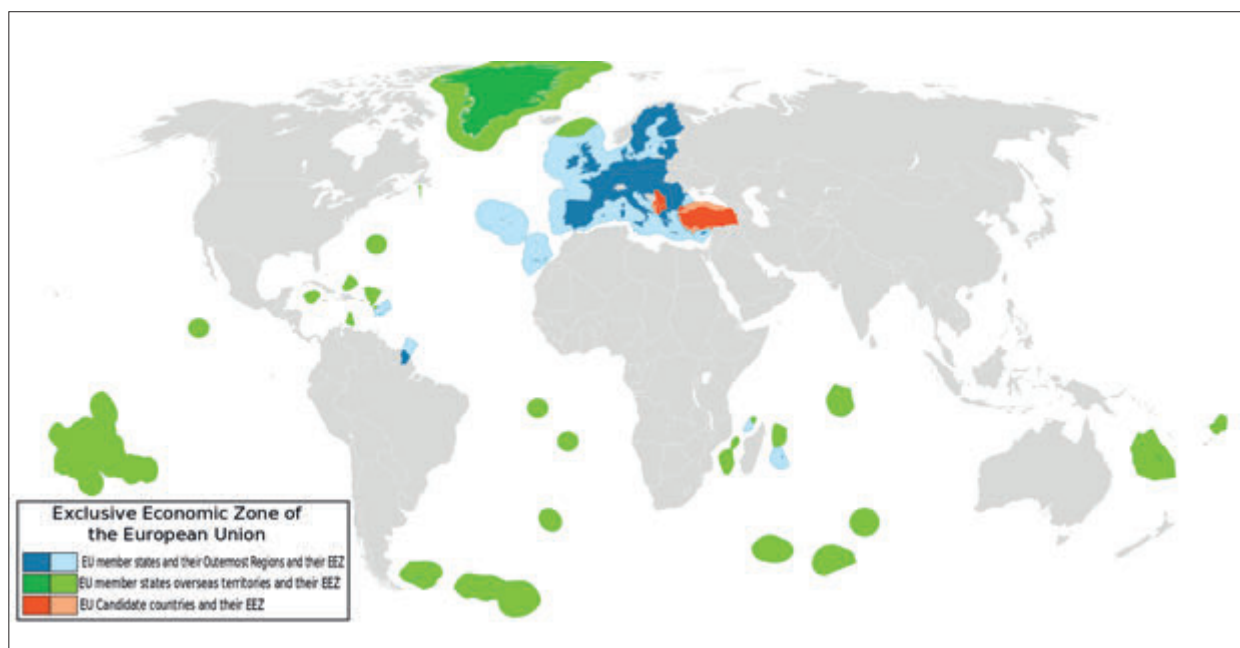 Exclusive Economic Zone of
the European Union
EU member states and their Outermost Regions and their EEZ
EU member states overseas territories and their EEZ
EU Candidate countries and their EEZ